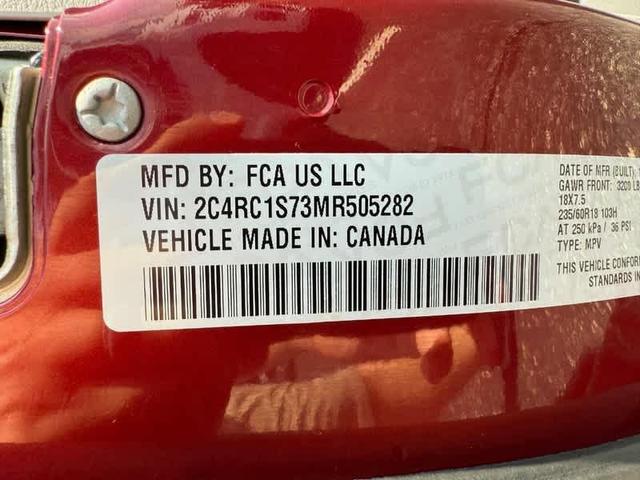 MFD BY: FCA US LLC
VIN: 2C4RC1S73MR505282
VEHICLE MADE IN: CANADA
DATE OF MFR (BUILT):
GAWR FRONT: 3200 LB
18X7.5
235/60R18 103H
AT 250 kPa / 36 PSI
TYPE: MPV
THIS VEHICLE CONFOR
STANDARDS IN